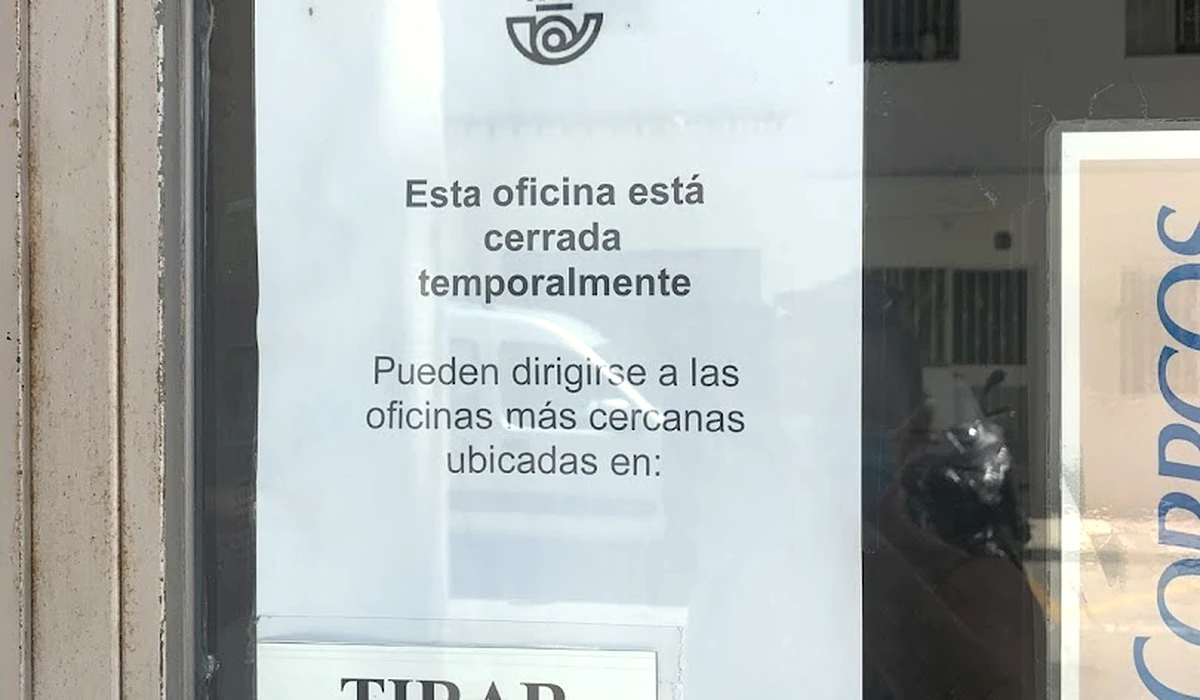 Esta oficina está
cerrada
temporalmente
Pueden dirigirse a las
oficinas más cercanas
ubicadas en:
TIRAR
CORREOS